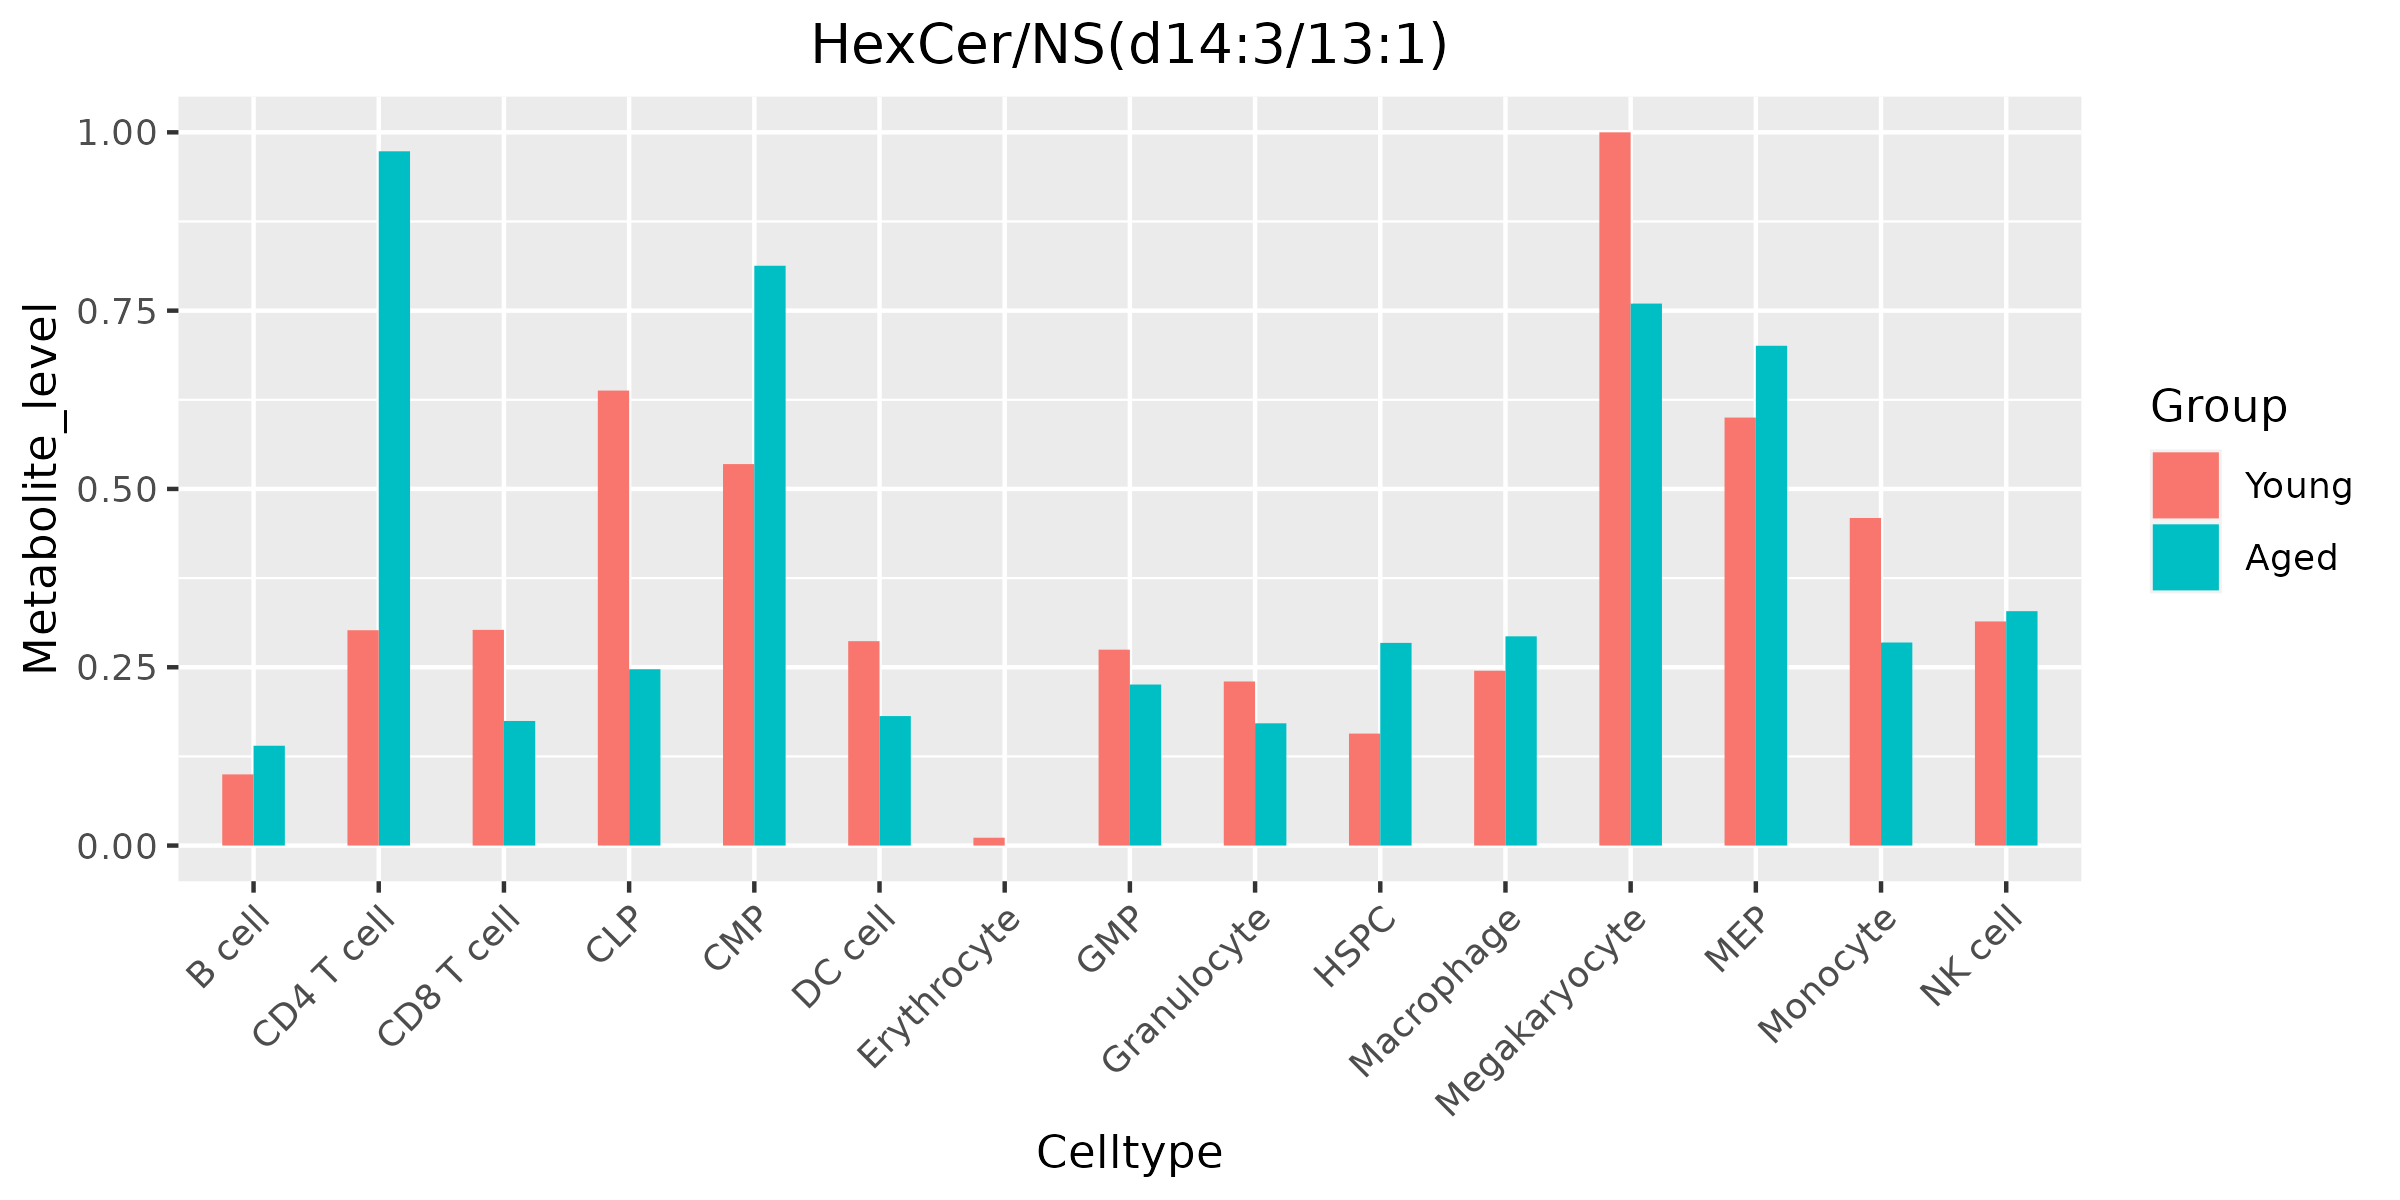 HexCer/NS(d14:3/13:1)
Metabolite_level
1.00
0.75
0.50
0.25
0.00
B cell
CD4 T cell
CD8 T cell
CLP
CMP
DC cell
Erythrocyte
GMP
Granulocyte
HSPC
Macrophage
Megakaryocyte
MEP
Monocyte
NK cell
Celltype
Group
Young
Aged